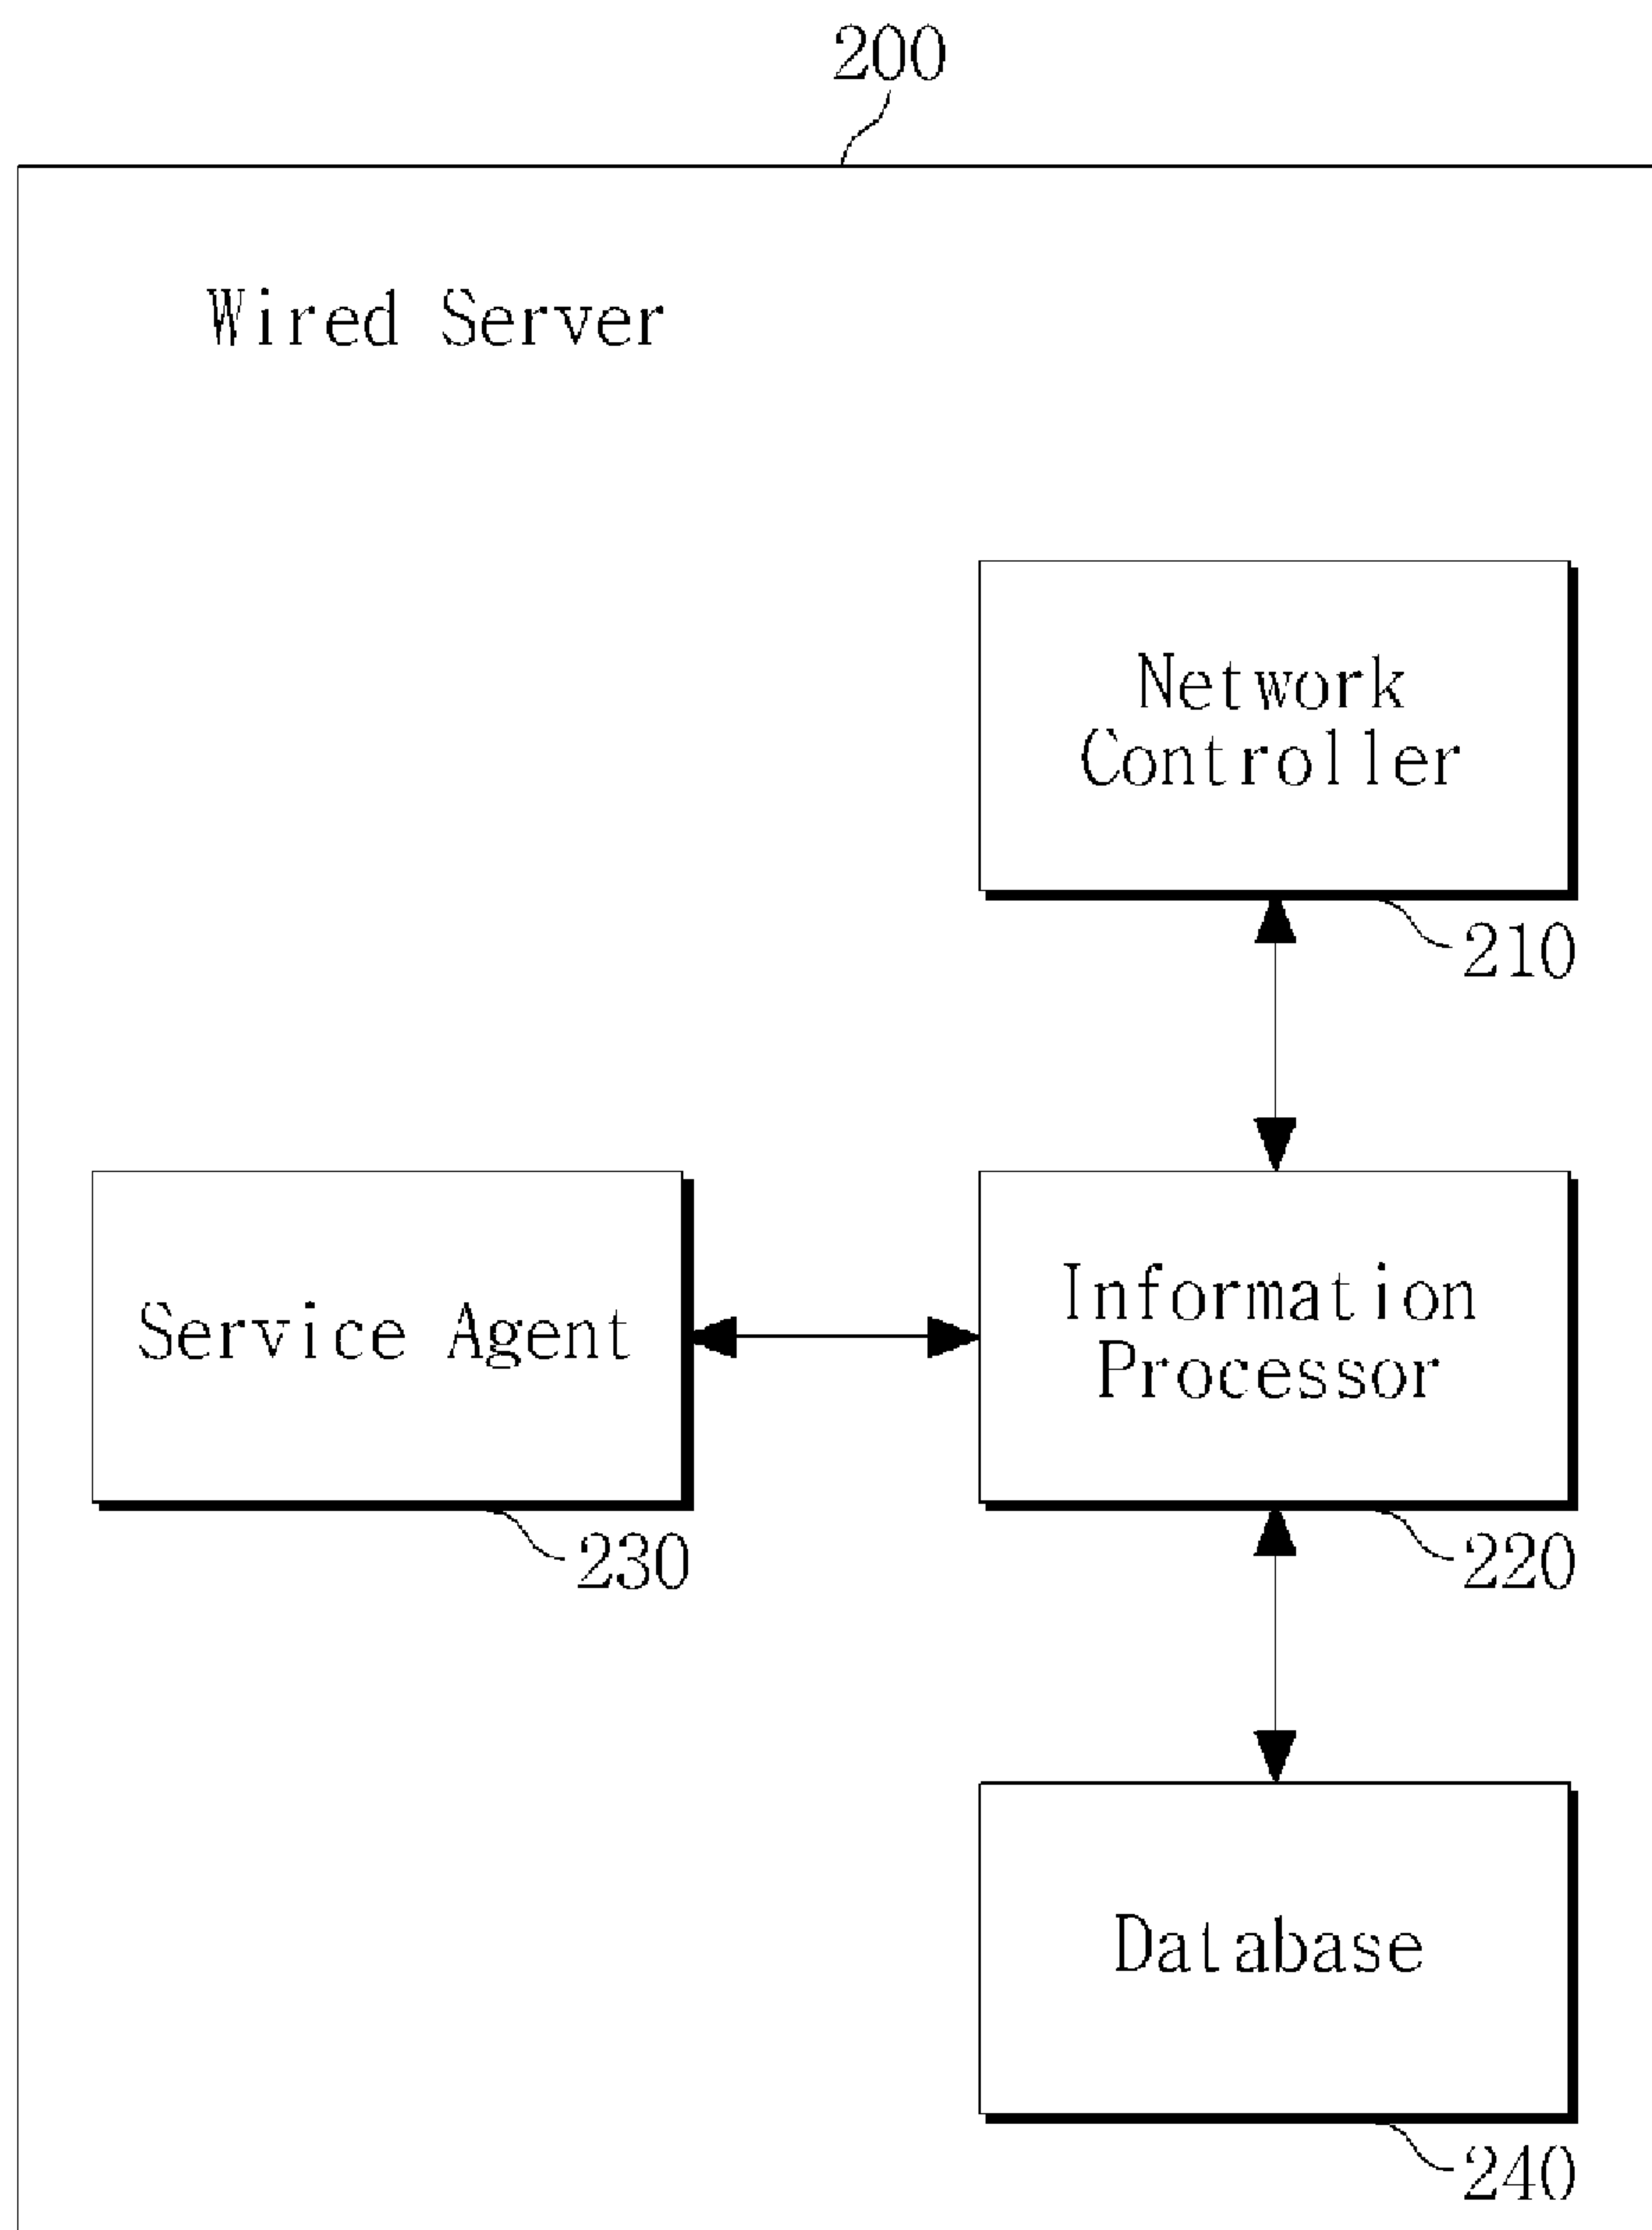 200
Wired Server
Network
Controller
210
Service Agent
Information
Processor
230
220
Database
240